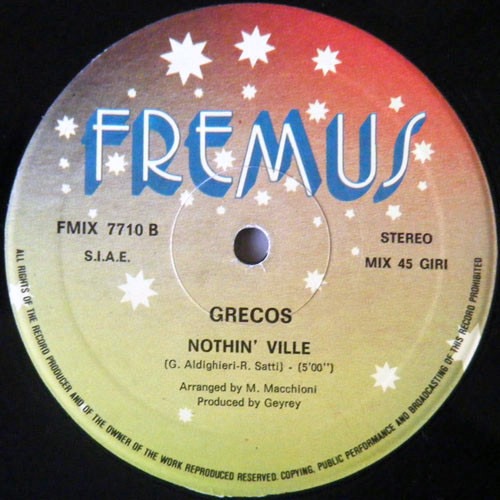 FREMUS
FMIX 7710 B
S.I.A.E.
STEREO
MIX 45 GIRI
GRECOS
NOTHIN' VILLE
(G. Aldighieri-R. Satti) - (5'00'')
Arranged by M. Macchioni
Produced by Geyrey
ALL RIGHTS OF THE RECORD PRODUCER AND OF THE OWNER OF THE WORK REPRODUCED RESERVED. COPYING, PUBLIC PERFORMANCE AND BROADCASTING OF THIS RECORD PROHIBITED